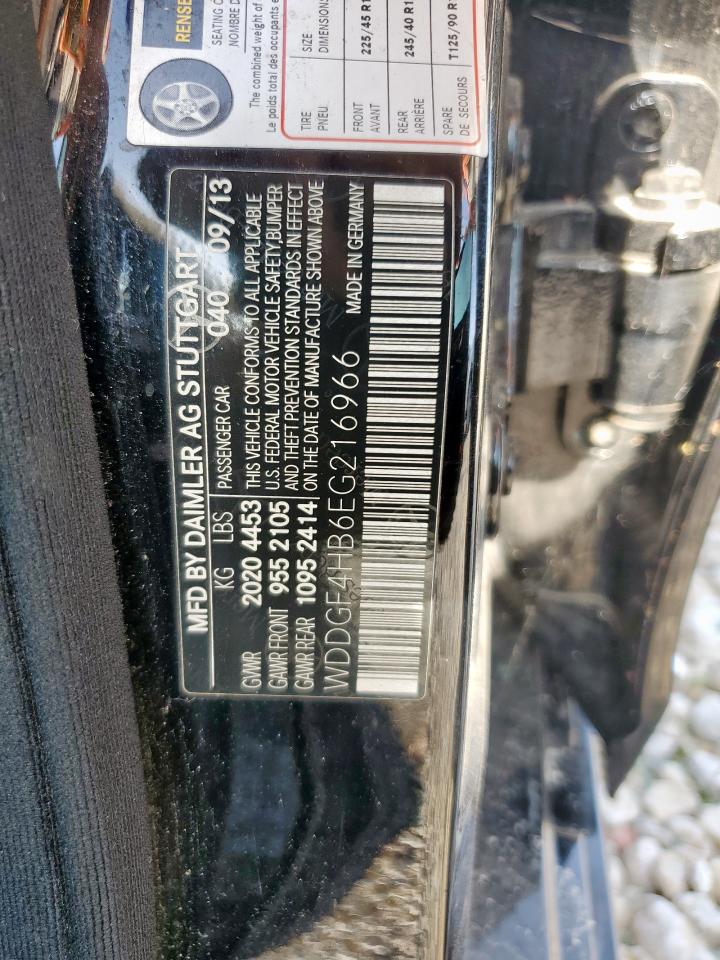 MFD BY DAIMLER AG STUTTGART
KG LBS PASSENGER CAR 040 09/13
GVWR 2020 4453 THIS VEHICLE CONFORMS TO ALL APPLICABLE
GAWR FRONT 955 2105 U.S. FEDERAL MOTOR VEHICLE SAFETY,BUMPER
GAWR REAR 1095 2414 AND THEFT PREVENTION STANDARDS IN EFFECT
ON THE DATE OF MANUFACTURE SHOWN ABOVE
WDDGF4HB6EG216966 MADE IN GERMANY
SEATING
NOMBRE
The combined weight of
Le poids total des occupants
TIRE SIZE
PNEU DIMENSIONS
FRONT 225/45
AVANT
REAR 245/40
ARRIÈRE
SPARE T125/90
DE SECOURS